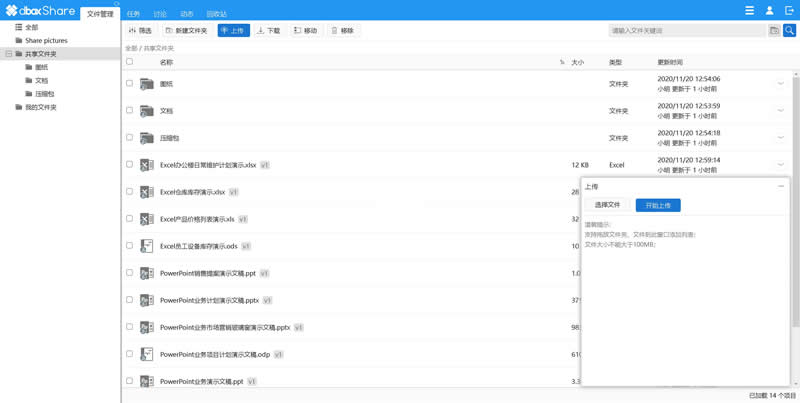 dboxShare
文件管理 任务 讨论 动态 回收站
全部
Share pictures
共享文件夹
图纸
文档
压缩包
我的文件夹
筛选 新建文件夹 上传 下载 移动 移除
请输入文件关键词
全部 / 共享文件夹
名称 大小 类型 更新时间
图纸 文件夹 2020/11/20 12:54:06
小明 更新于 1 小时前
文档 文件夹 2020/11/20 12:53:59
小明 更新于 1 小时前
压缩包 文件夹 2020/11/20 12:54:18
小明 更新于 1 小时前
Excel办公楼日常维护计划演示.xlsx v1 12 KB Excel 2020/11/20 12:59:14
小明 更新于 1 小时前
Excel仓库库存演示.xlsx v1 28
Excel产品价格列表演示.xls v1 32
Excel员工设备库存演示.ods v1 10
PowerPoint销售提案演示文稿.ppt v1 1.0
PowerPoint业务计划演示文稿.pptx v1 379
PowerPoint业务市场营销玻璃窗演示文稿.pptx v1 98
PowerPoint业务项目计划演示文稿.odp v1 610
PowerPoint业务演示文稿.ppt v1 3.3
上传
选择文件 开始上传
温馨提示:
支持拖放文件夹、文件到此窗口添加列表;
文件大小不能大于100MB;
已加载 14 个项目